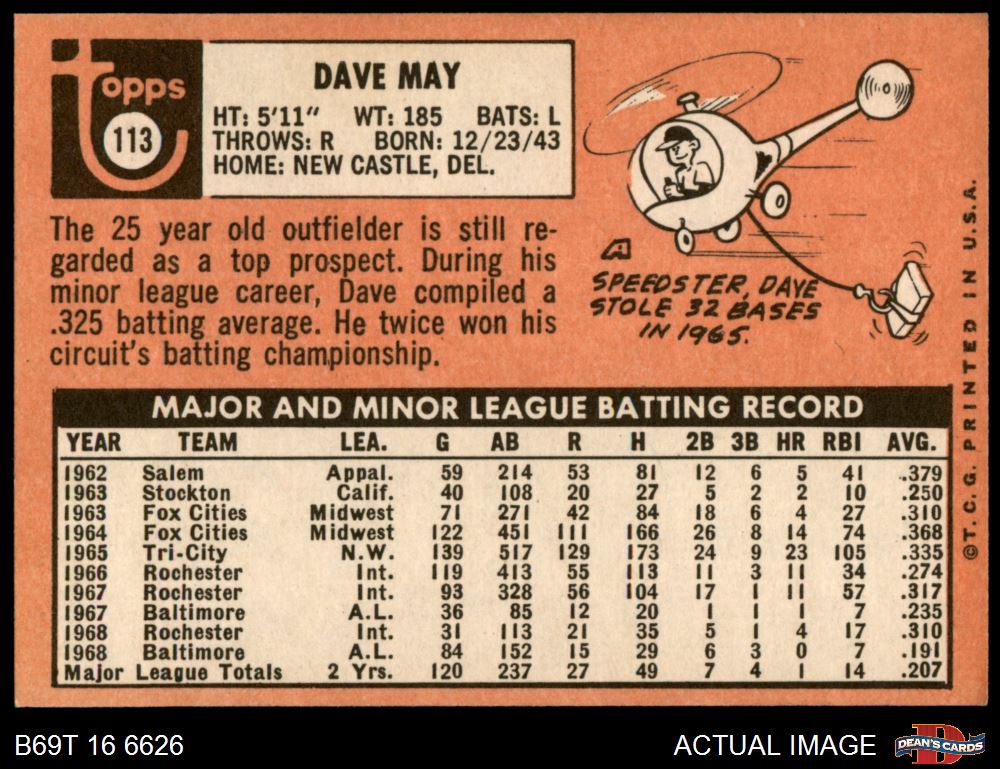 topps
113
DAVE MAY
HT: 5'11" WT: 185 BATS: L
THROWS: R BORN: 12/23/43
HOME: NEW CASTLE, DEL.
The 25 year old outfielder is still re-
garded as a top prospect. During his
minor league career, Dave compiled a
.325 batting average. He twice won his
circuit's batting championship.
A
SPEEDSTER, DAVE
STOLE 32 BASES
IN 1965.
MAJOR AND MINOR LEAGUE BATTING RECORD
YEAR TEAM LEA. G AB R H 2B 3B HR RBI AVG.
1962 Salem Appal. 59 214 53 81 12 6 5 41 .379
1963 Stockton Calif. 40 108 20 27 5 2 2 10 .250
1963 Fox Cities Midwest 71 271 42 84 18 6 4 27 .310
1964 Fox Cities Midwest 122 451 111 166 26 8 14 74 .368
1965 Tri-City N.W. 139 517 129 173 24 9 23 105 .335
1966 Rochester Int. 119 413 55 113 11 3 11 34 .274
1967 Rochester Int. 93 328 56 104 17 1 11 57 .317
1967 Baltimore A.L. 36 85 12 20 1 1 1 7 .235
1968 Rochester Int. 31 113 21 35 5 1 4 17 .310
1968 Baltimore A.L. 84 152 15 29 6 3 0 7 .191
Major League Totals 2 Yrs. 120 237 27 49 7 4 1 14 .207
©T. C. G. PRINTED IN U.S.A.
B69T 16 6626
ACTUAL IMAGE
D
DEAN'S CARDS